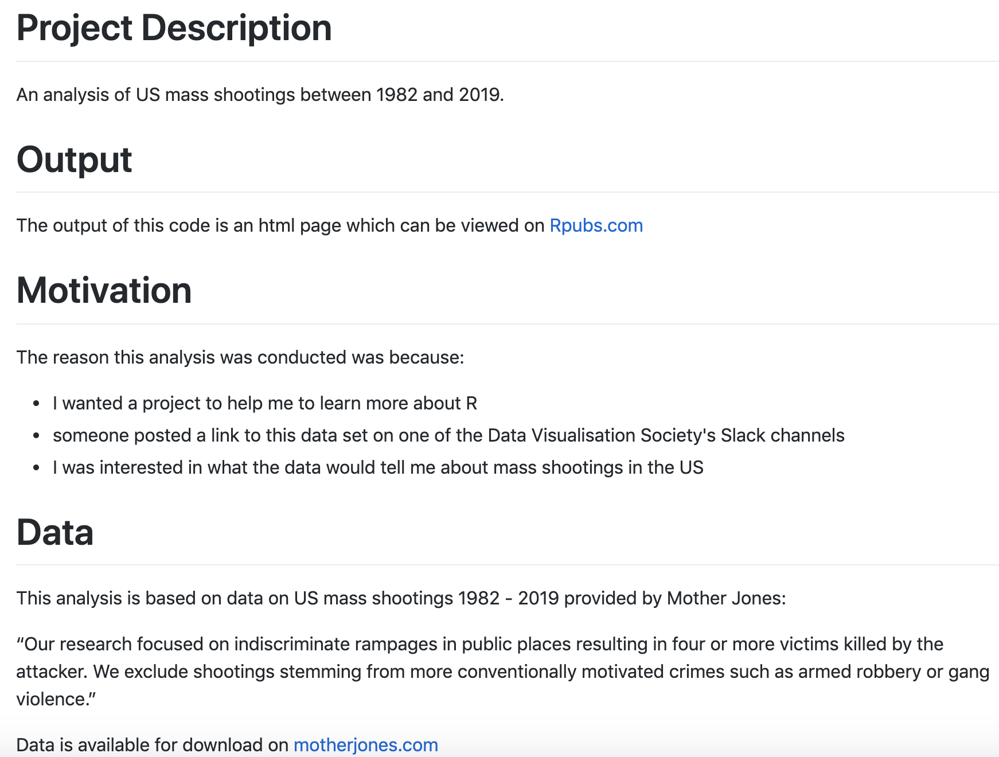 Project Description
An analysis of US mass shootings between 1982 and 2019.
Output
The output of this code is an html page which can be viewed on Rpubs.com
Motivation
The reason this analysis was conducted was because:
• I wanted a project to help me to learn more about R
• someone posted a link to this data set on one of the Data Visualisation Society's Slack channels
• I was interested in what the data would tell me about mass shootings in the US
Data
This analysis is based on data on US mass shootings 1982 - 2019 provided by Mother Jones:
“Our research focused on indiscriminate rampages in public places resulting in four or more victims killed by the
attacker. We exclude shootings stemming from more conventionally motivated crimes such as armed robbery or gang
violence.”
Data is available for download on motherjones.com